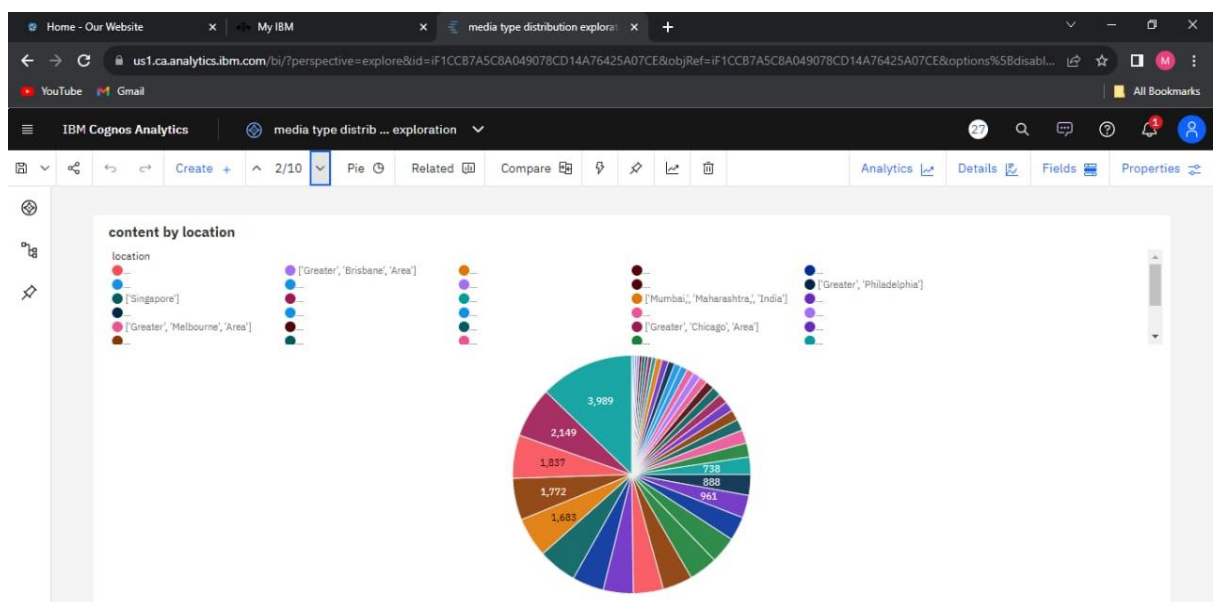 Home - Our Website
My IBM
media type distribution explorat
us1.ca.analytics.ibm.com/bi/?perspective=explore&id=iF1CCB7A5C8A049078CD14A76425A07CE&objRef=iF1CCB7A5C8A049078CD14A76425A07CE&options%5Bdisabl...
YouTube
Gmail
All Bookmarks
IBM Cognos Analytics
media type distrib ... exploration
27
1
M
Create +
2/10
Pie
Related
Compare
Analytics
Details
Fields
Properties
content by location
location
...
['Greater', 'Brisbane', 'Area']
...
...
...
...
...
...
...
['Greater', 'Philadelphia']
['Singapore']
...
...
['Mumbai,', 'Maharashtra,', 'India']
...
...
...
...
...
...
['Greater', 'Melbourne', 'Area']
...
...
['Greater', 'Chicago', 'Area']
...
...
...
...
...
...
3,989
2,149
1,837
1,772
1,683
738
888
961